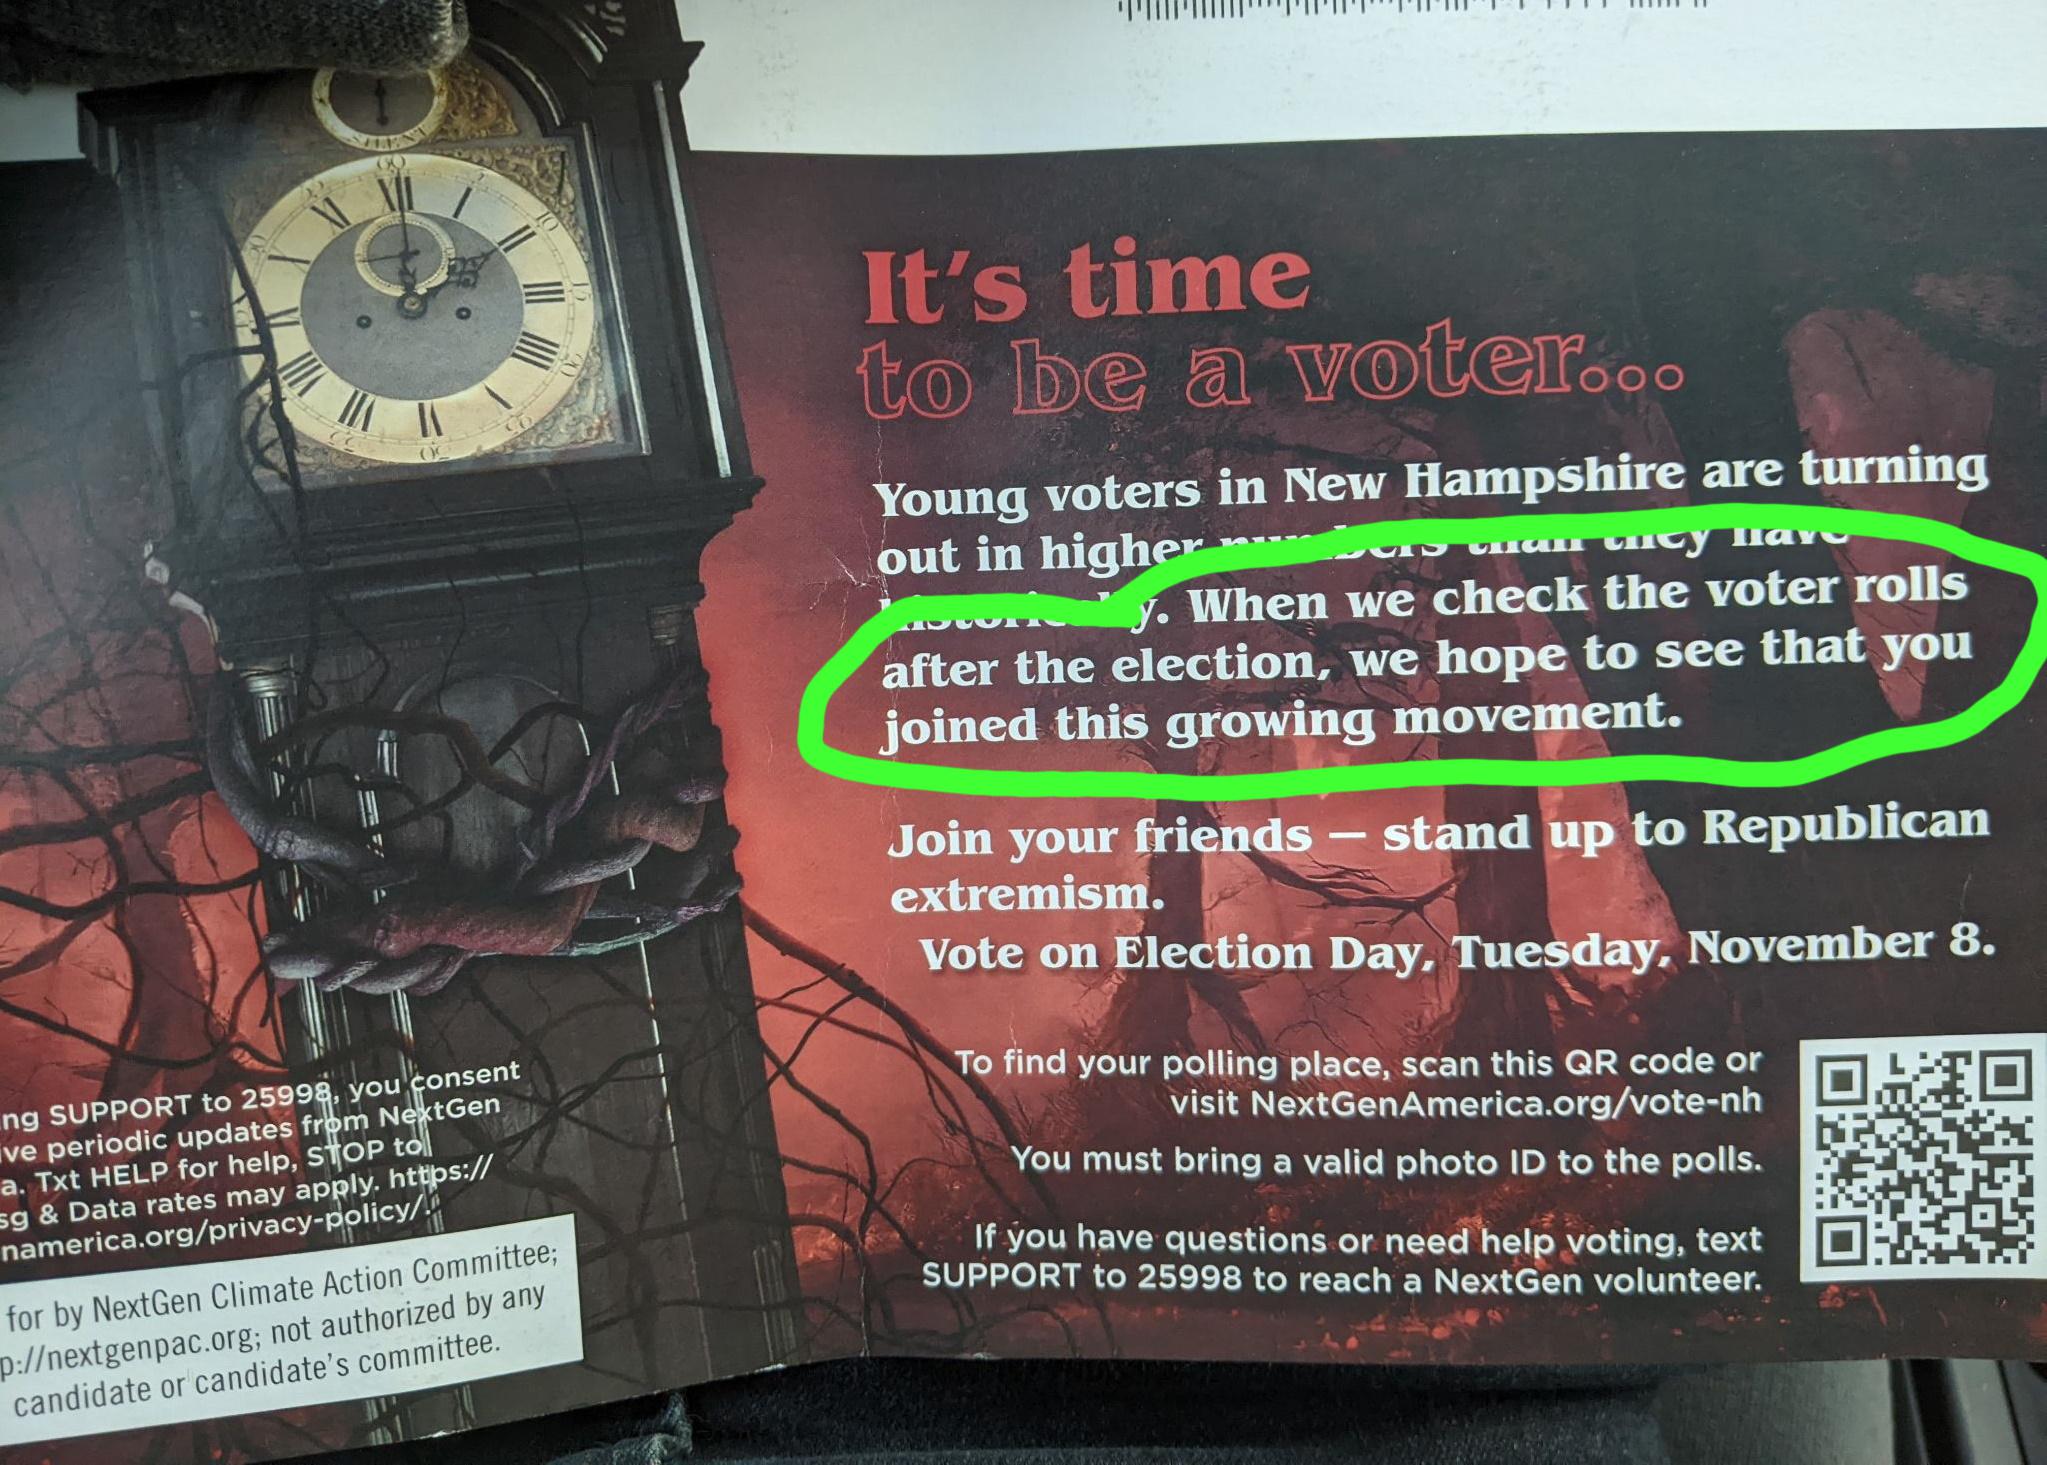 It's time
to be a voter...
Young voters in New Hampshire are turning
out in higher numbers than they have
historically. When we check the voter rolls
after the election, we hope to see that you
joined this growing movement.
Join your friends — stand up to Republican
extremism.
Vote on Election Day, Tuesday, November 8.
To find your polling place, scan this QR code or
visit NextGenAmerica.org/vote-nh
You must bring a valid photo ID to the polls.
If you have questions or need help voting, text
SUPPORT to 25998 to reach a NextGen volunteer.
ng SUPPORT to 25998, you consent
ve periodic updates from NextGen
a. Txt HELP for help, STOP to
sg & Data rates may apply. https://
namerica.org/privacy-policy/.
for by NextGen Climate Action Committee;
p://nextgenpac.org; not authorized by any
candidate or candidate's committee.